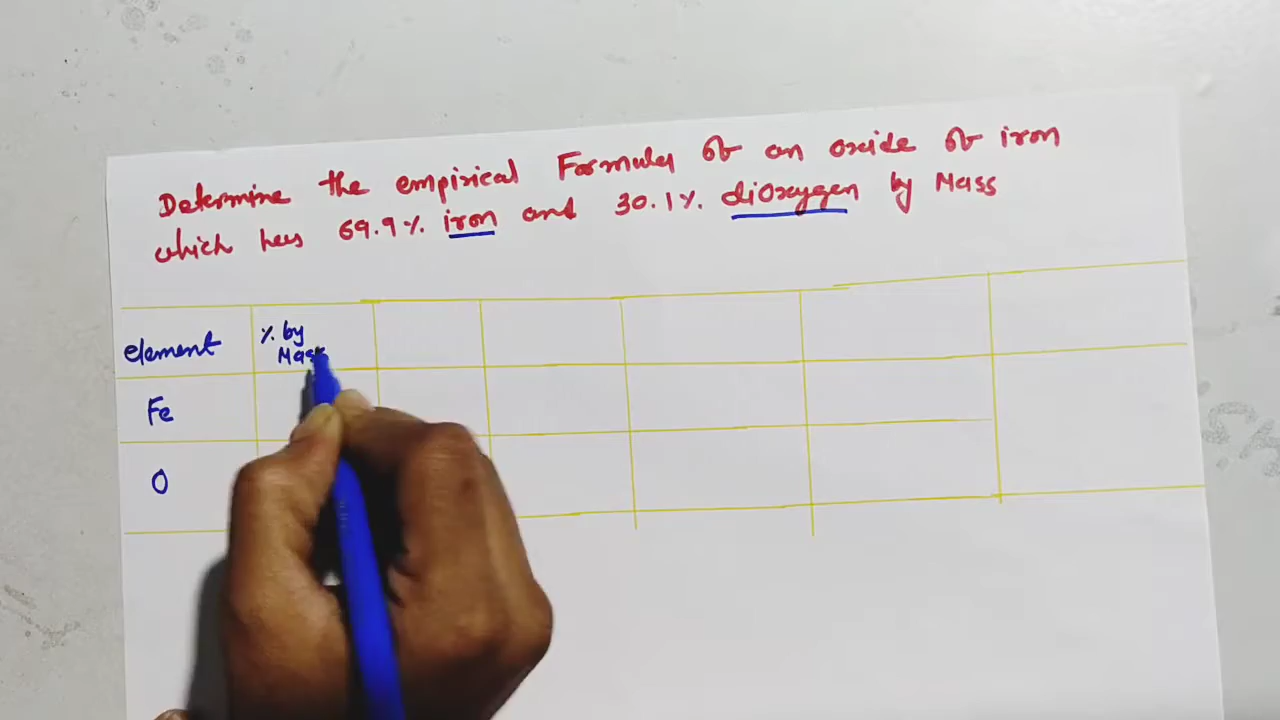 Determine the empirical Formula of an oxide of iron
which has 69.9%. iron and 30.1%. diOxygen by Mass
element %. by Mass
Fe
O